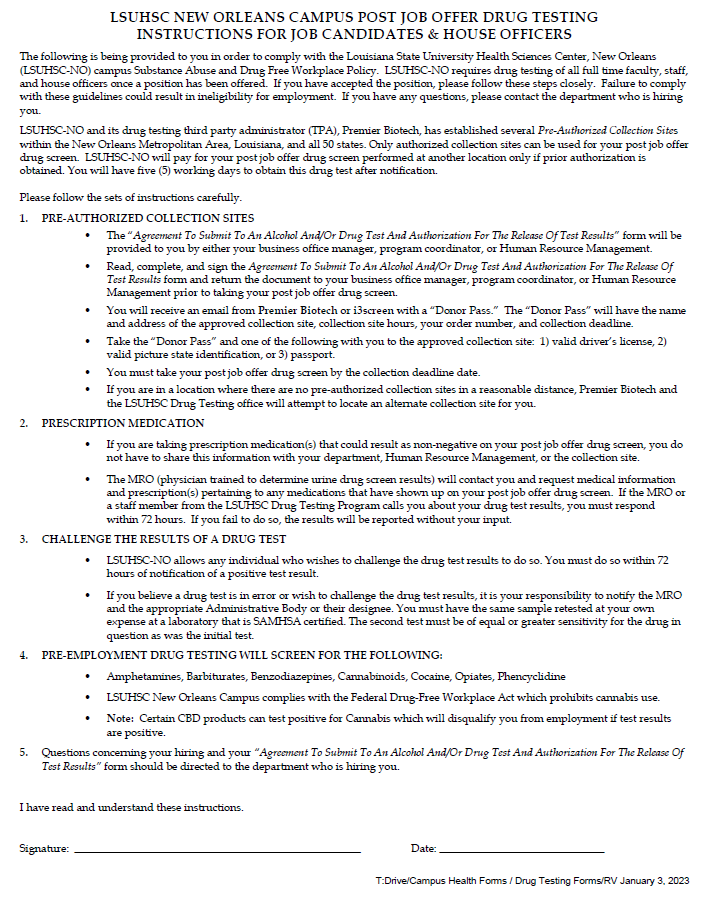 LSUHSC NEW ORLEANS CAMPUS POST JOB OFFER DRUG TESTING
INSTRUCTIONS FOR JOB CANDIDATES & HOUSE OFFICERS
The following is being provided to you in order to comply with the Louisiana State University Health Sciences Center, New Orleans
(LSUHSC-NO) campus Substance Abuse and Drug Free Workplace Policy. LSUHSC-NO requires drug testing of all full time faculty, staff,
and house officers once a position has been offered. If you have accepted the position, please follow these steps closely. Failure to comply
with these guidelines could result in ineligibility for employment. If you have any questions, please contact the department who is hiring
you.
LSUHSC-NO and its drug testing third party administrator (TPA), Premier Biotech, has established several Pre-Authorized Collection Sites
within the New Orleans Metropolitan Area, Louisiana, and all 50 states. Only authorized collection sites can be used for your post job offer
drug screen. LSUHSC-NO will pay for your post job offer drug screen performed at another location only if prior authorization is
obtained. You will have five (5) working days to obtain this drug test after notification.
Please follow the sets of instructions carefully.
1. PRE-AUTHORIZED COLLECTION SITES
• The "Agreement To Submit To An Alcohol And/Or Drug Test And Authorization For The Release Of Test Results" form will be
provided to you by either your business office manager, program coordinator, or Human Resource Management.
• Read, complete, and sign the Agreement To Submit To An Alcohol And/Or Drug Test And Authorization For The Release Of
Test Results form and return the document to your business office manager, program coordinator, or Human Resource
Management prior to taking your post job offer drug screen.
• You will receive an email from Premier Biotech or i3screen with a "Donor Pass." The "Donor Pass" will have the name
and address of the approved collection site, collection site hours, your order number, and collection deadline.
• Take the "Donor Pass" and one of the following with you to the approved collection site: 1) valid driver's license, 2)
valid picture state identification, or 3) passport.
• You must take your post job offer drug screen by the collection deadline date.
• If you are in a location where there are no pre-authorized collection sites in a reasonable distance, Premier Biotech and
the LSUHSC Drug Testing office will attempt to locate an alternate collection site for you.
2. PRESCRIPTION MEDICATION
• If you are taking prescription medication(s) that could result as non-negative on your post job offer drug screen, you do
not have to share this information with your department, Human Resource Management, or the collection site.
• The MRO (physician trained to determine urine drug screen results) will contact you and request medical information
and prescription(s) pertaining to any medications that have shown up on your post job offer drug screen. If the MRO or
a staff member from the LSUHSC Drug Testing Program calls you about your drug test results, you must respond
within 72 hours. If you fail to do so, the results will be reported without your input.
3. CHALLENGE THE RESULTS OF A DRUG TEST
• LSUHSC-NO allows any individual who wishes to challenge the drug test results to do so. You must do so within 72
hours of notification of a positive test result.
• If you believe a drug test is in error or wish to challenge the drug test results, it is your responsibility to notify the MRO
and the appropriate Administrative Body or their designee. You must have the same sample retested at your own
expense at a laboratory that is SAMHSA certified. The second test must be of equal or greater sensitivity for the drug in
question as was the initial test.
4. PRE-EMPLOYMENT DRUG TESTING WILL SCREEN FOR THE FOLLOWING:
• Amphetamines, Barbiturates, Benzodiazepines, Cannabinoids, Cocaine, Opiates, Phencyclidine
• LSUHSC New Orleans Campus complies with the Federal Drug-Free Workplace Act which prohibits cannabis use.
• Note: Certain CBD products can test positive for Cannabis which will disqualify you from employment if test results
are positive.
5. Questions concerning your hiring and your "Agreement To Submit To An Alcohol And/Or Drug Test And Authorization For The Release Of
Test Results" form should be directed to the department who is hiring you.
I have read and understand these instructions.
Signature: Date:
T:Drive/Campus Health Forms / Drug Testing Forms/RV January 3, 2023